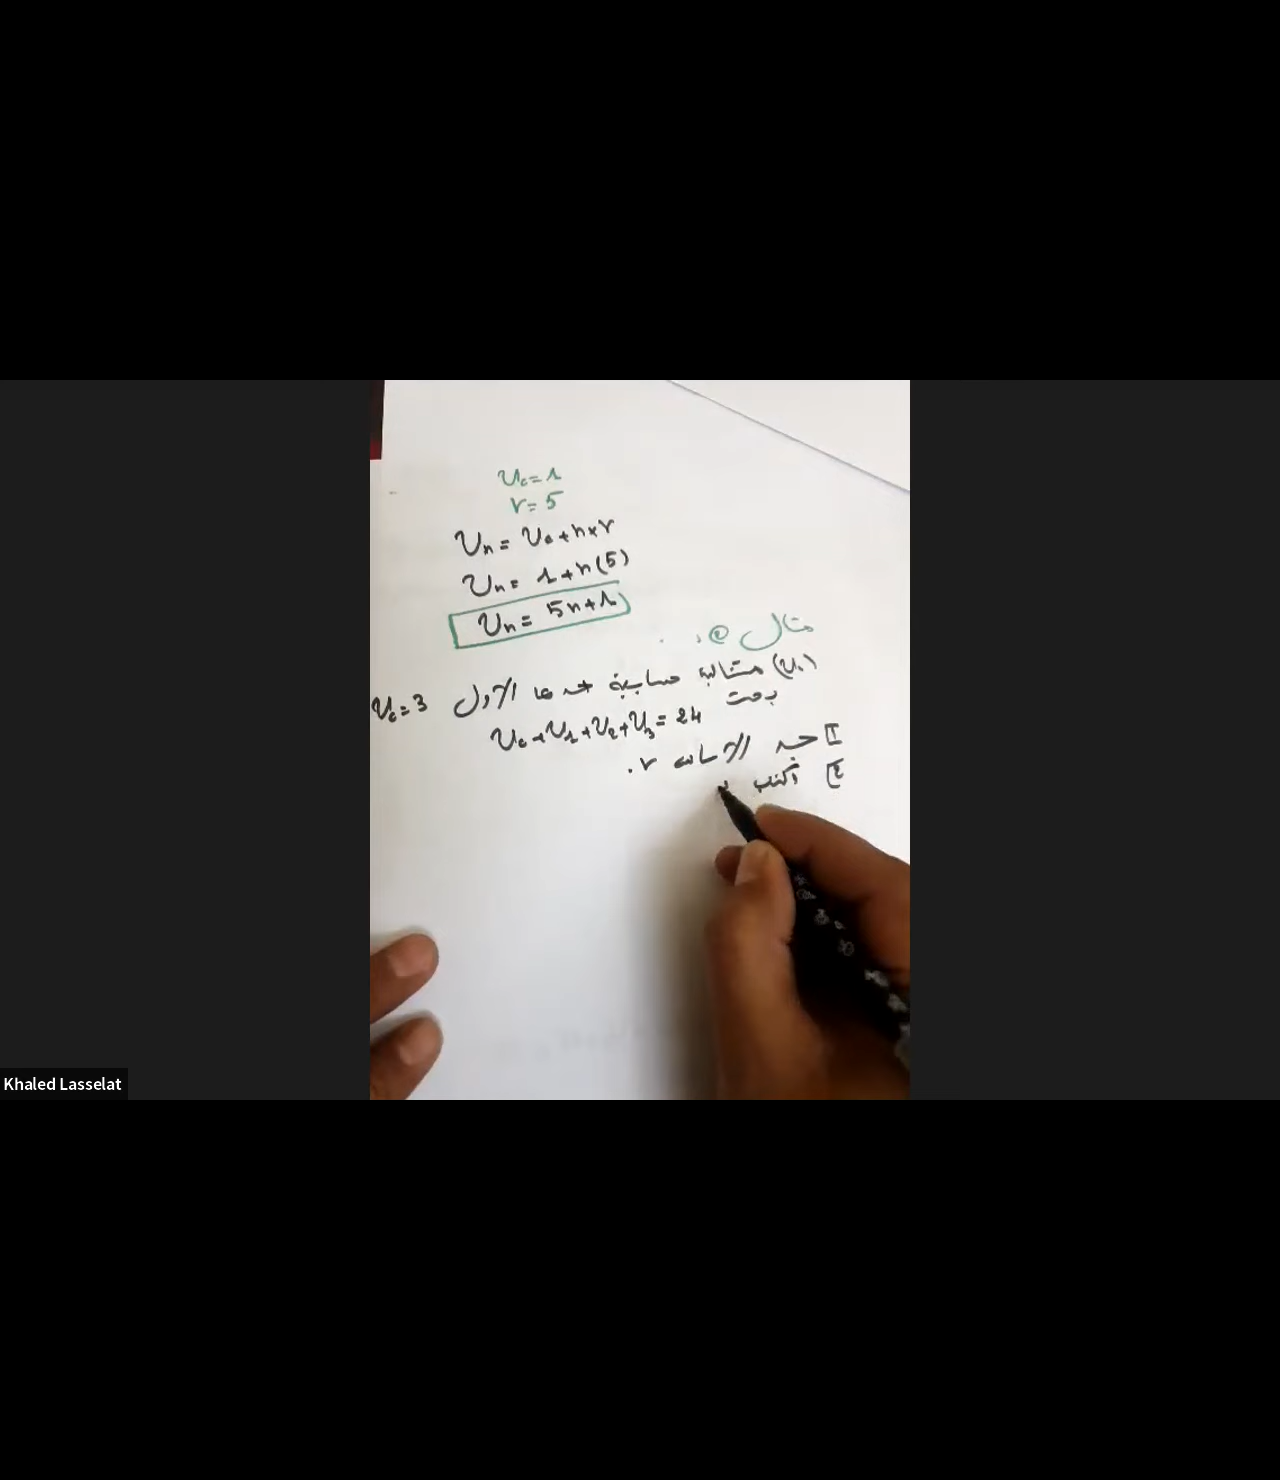 U₀ = 1
r = 5
Uₙ = U₀ + n × r
Uₙ = 1 + n(5)
Uₙ = 5n + 1
مثال ②
(Uₙ) متتالية حسابية حدها الأول U₀ = 3
بحيث
U₀ + U₁ + U₂ + U₃ = 24
1] جد الأساس r.
2] أكتب
Khaled Lasselat